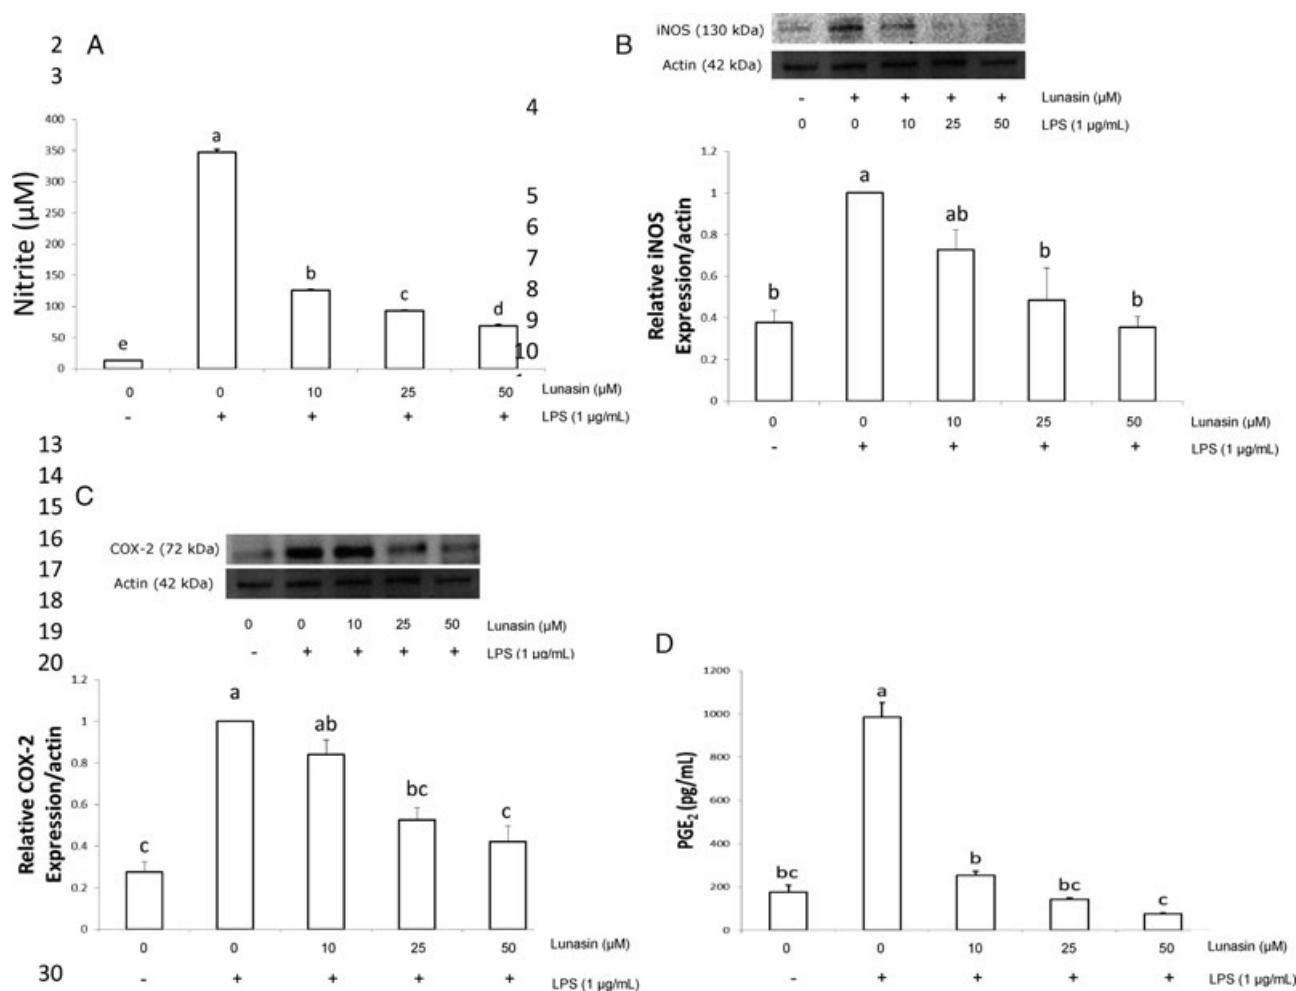 2
3
A
400
350
300
250
200
150
100
50
0
Nitrite (µM)
e
a
b
c
d
0 0 10 25 50 Lunasin (µM)
- + + + + LPS (1 µg/mL)
4
5
6
7
8
9
10
B
iNOS (130 kDa)
Actin (42 kDa)
- + + + + Lunasin (µM)
0 0 10 25 50 LPS (1 µg/mL)
1.2
1
0.8
0.6
0.4
0.2
0
Relative iNOS
Expression/actin
b
a
ab
b
b
0 0 10 25 50 Lunasin (µM)
- + + + + LPS (1 µg/mL)
13
14
15
16
17
18
19
20
30
C
COX-2 (72 kDa)
Actin (42 kDa)
0 0 10 25 50 Lunasin (µM)
- + + + + LPS (1 µg/mL)
1.2
1
0.8
0.6
0.4
0.2
0
Relative COX-2
Expression/actin
c
a
ab
bc
c
0 0 10 25 50 Lunasin (µM)
- + + + + LPS (1 µg/mL)
D
1200
1000
800
600
400
200
0
PGE2 (pg/mL)
bc
a
b
bc
c
0 0 10 25 50 Lunasin (µM)
- + + + + LPS (1 µg/mL)